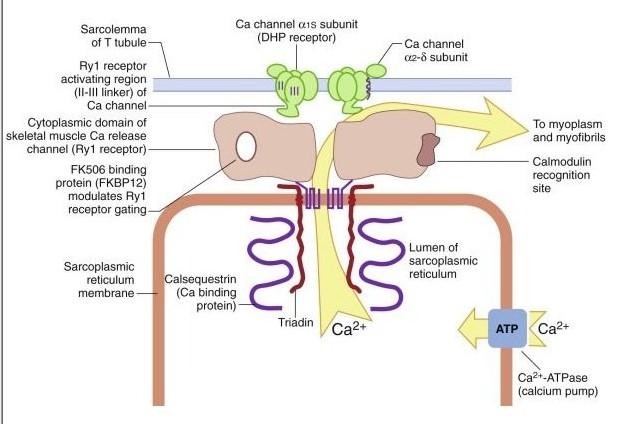 Sarcolemma
of T tubule
Ca channel α1S subunit
(DHP receptor)
Ca channel
α2-δ subunit
Ry1 receptor
activating region
(II-III linker) of
Ca channel
II
III
Cytoplasmic domain of
skeletal muscle Ca release
channel (Ry1 receptor)
To myoplasm
and myofibrils
FK506 binding
protein (FKBP12)
modulates Ry1
receptor gating
Calmodulin
recognition
site
Sarcoplasmic
reticulum
membrane
Calsequestrin
(Ca binding
protein)
Lumen of
sarcoplasmic
reticulum
Triadin
Ca2+
ATP
Ca2+
Ca2+-ATPase
(calcium pump)